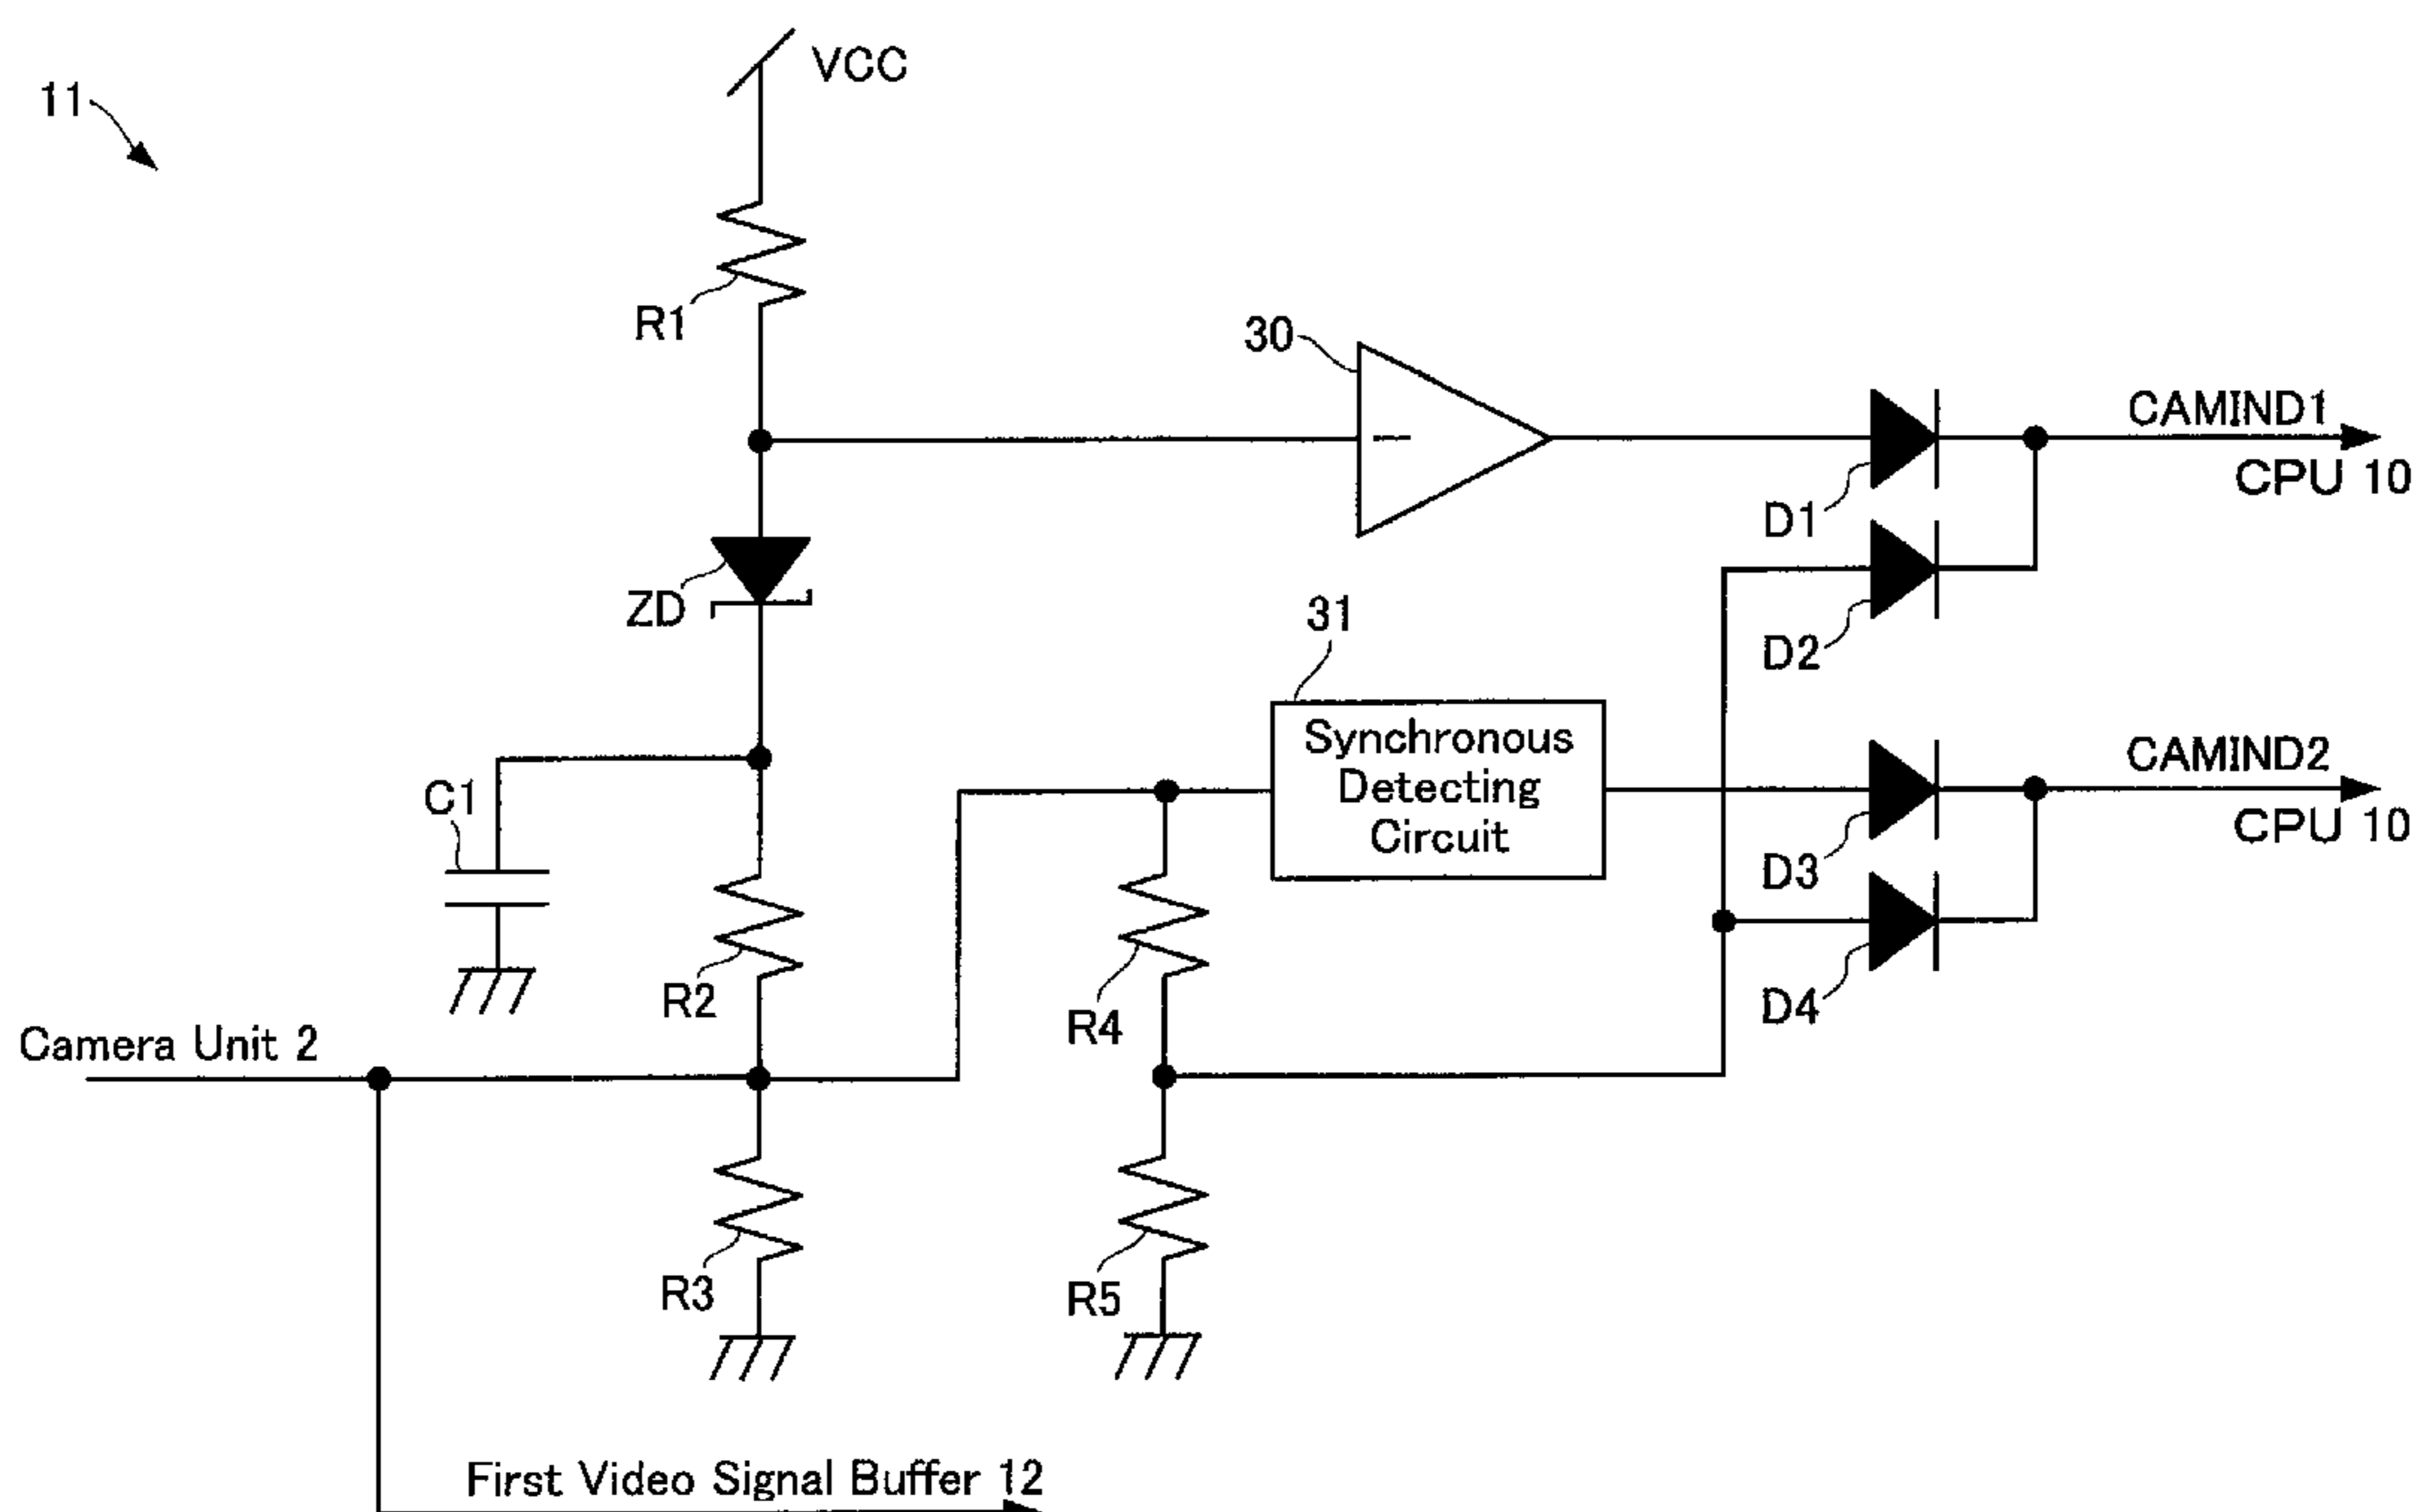 VCC
11
R1
30
CAMIND1
CPU 10
D1
ZD
31
D2
Synchronous
Detecting
Circuit
C1
CAMIND2
CPU 10
D3
R2
R4
D4
Camera Unit 2
R3
R5
First Video Signal Buffer 12